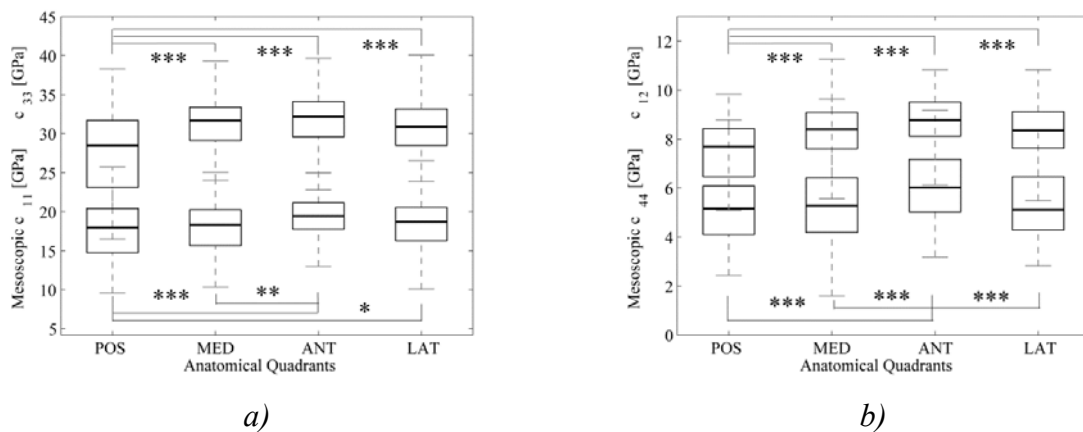 45
40
35
30
25
20
15
10
5
Mesoscopic c 11 [GPa] c 33 [GPa]
*** *** ***
*** ** *
POS MED ANT LAT
Anatomical Quadrants
a)
12
10
8
6
4
2
0
Mesoscopic c 44 [GPa] c 12 [GPa]
*** *** ***
*** *** ***
POS MED ANT LAT
Anatomical Quadrants
b)